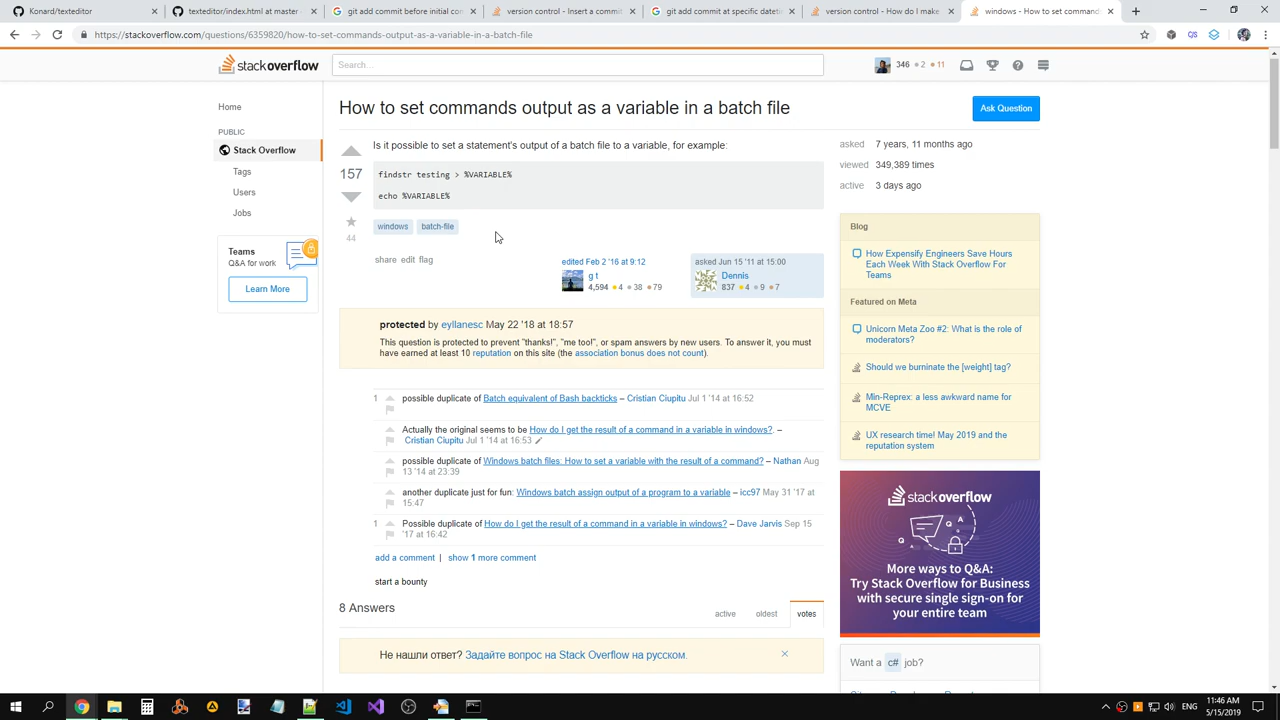 Konard/texteditor
texteditor/index.html at master
git add commit before initial con
version control - Insert a commit
git add commit at specific date
version control - How do I make
windows - How to set command
https://stackoverflow.com/questions/6359820/how-to-set-commands-output-as-a-variable-in-a-batch-file
stackoverflow
Search…
346 2 11
Home
PUBLIC
Stack Overflow
Tags
Users
Jobs
Teams
Q&A for work
Learn More
How to set commands output as a variable in a batch file
Ask Question
157
44
Is it possible to set a statement's output of a batch file to a variable, for example:
findstr testing > %VARIABLE%
echo %VARIABLE%
windows batch-file
share edit flag
edited Feb 2 '16 at 9:12
g t
4,594 4 38 79
asked Jun 15 '11 at 15:00
Dennis
837 4 9 7
protected by eyllanesc May 22 '18 at 18:57
This question is protected to prevent "thanks!", "me too!", or spam answers by new users. To answer it, you must
have earned at least 10 reputation on this site (the association bonus does not count).
1 possible duplicate of Batch equivalent of Bash backticks – Cristian Ciupitu Jul 1 '14 at 16:52
Actually the original seems to be How do I get the result of a command in a variable in windows?. –
Cristian Ciupitu Jul 1 '14 at 16:53
possible duplicate of Windows batch files: How to set a variable with the result of a command? – Nathan Aug
13 '14 at 23:39
another duplicate just for fun: Windows batch assign output of a program to a variable – icc97 May 31 '17 at
15:47
1 Possible duplicate of How do I get the result of a command in a variable in windows? – Dave Jarvis Sep 15
'17 at 16:42
add a comment | show 1 more comment
start a bounty
8 Answers
active oldest votes
Не нашли ответ? Задайте вопрос на Stack Overflow на русском.
asked 7 years, 11 months ago
viewed 349,389 times
active 3 days ago
Blog
How Expensify Engineers Save Hours
Each Week With Stack Overflow For
Teams
Featured on Meta
Unicorn Meta Zoo #2: What is the role of
moderators?
Should we burninate the [weight] tag?
Min-Reprex: a less awkward name for
MCVE
UX research time! May 2019 and the
reputation system
stackoverflow
Q A
Q A
More ways to Q&A:
Try Stack Overflow for Business
with secure single sign-on for
your entire team
Want a c# job?
ENG
11:46 AM
5/15/2019